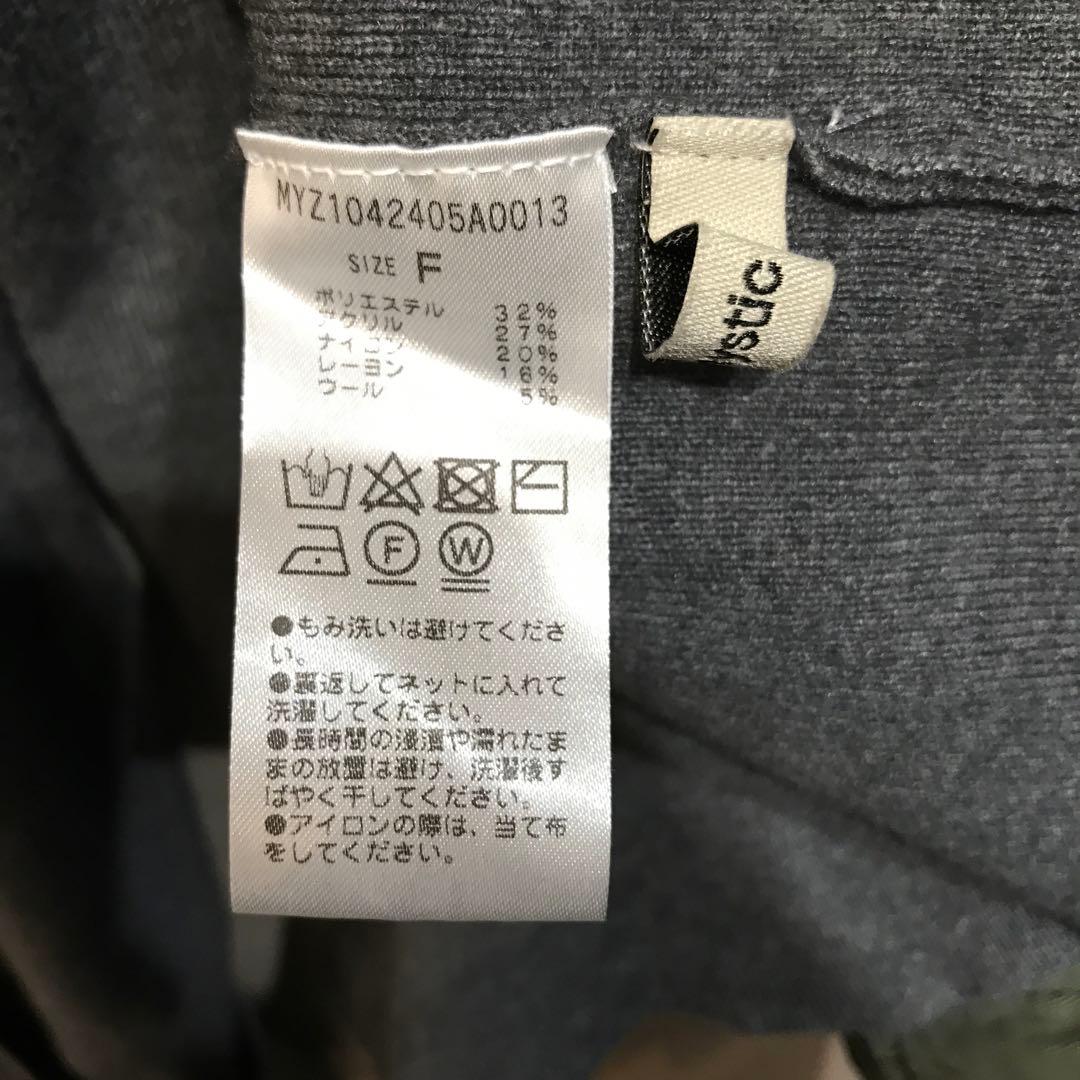 MYZ1042405A0013
SIZE F
ポリエステル 32%
アクリル 27%
ナイロン 20%
レーヨン 16%
ウール 5%
F W
●もみ洗いは避けてくださ
い。
●裏返してネットに入れて
洗濯してください。
●長時間の浸漬や濡れたま
まの放置は避け、洗濯後す
ばやく干してください。
●アイロンの際は、当て布
をしてください。
ystic